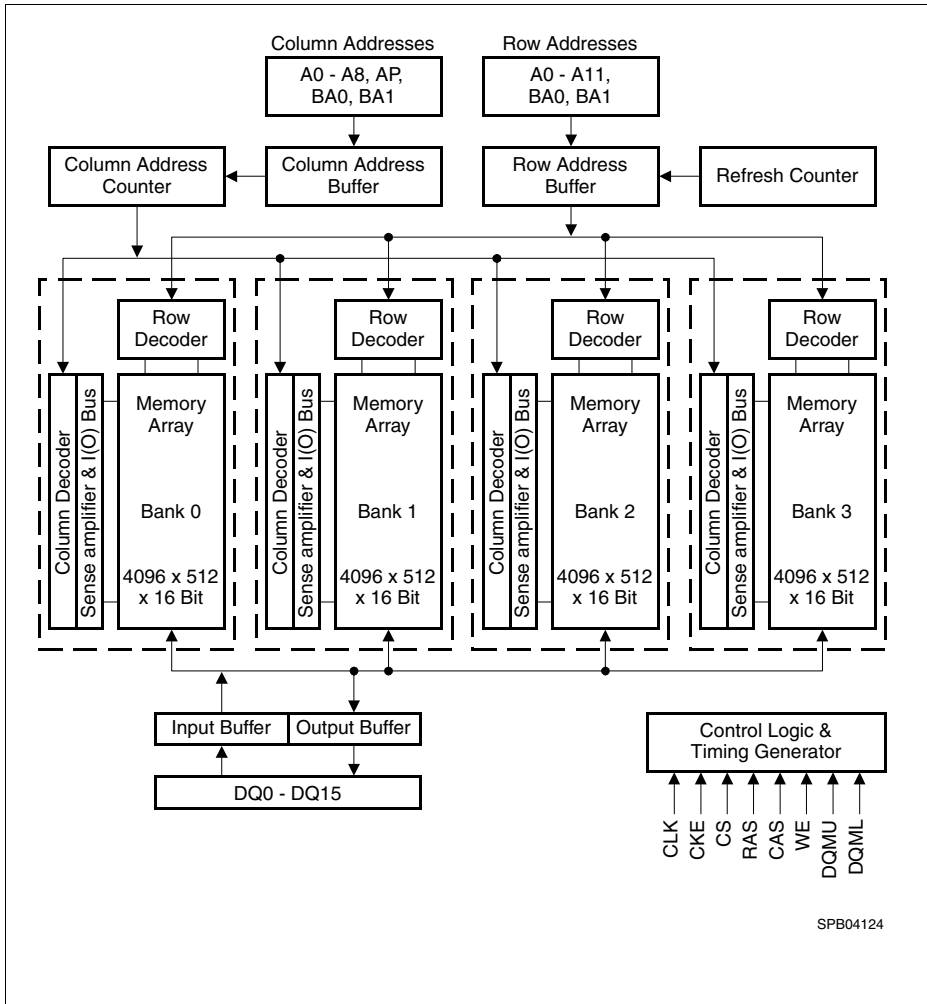 Column Addresses
Row Addresses
A0 - A8, AP,
BA0, BA1
A0 - A11,
BA0, BA1
Column Address
Counter
Column Address
Buffer
Row Address
Buffer
Refresh Counter
Row
Decoder
Row
Decoder
Row
Decoder
Row
Decoder
Column Decoder
Sense amplifier & I(O) Bus
Memory
Array
Bank 0
4096 x 512
x 16 Bit
Column Decoder
Sense amplifier & I(O) Bus
Memory
Array
Bank 1
4096 x 512
x 16 Bit
Column Decoder
Sense amplifier & I(O) Bus
Memory
Array
Bank 2
4096 x 512
x 16 Bit
Column Decoder
Sense amplifier & I(O) Bus
Memory
Array
Bank 3
4096 x 512
x 16 Bit
Input Buffer
Output Buffer
DQ0 - DQ15
Control Logic &
Timing Generator
CLK
CKE
CS
RAS
CAS
WE
DQMU
DQML
SPB04124